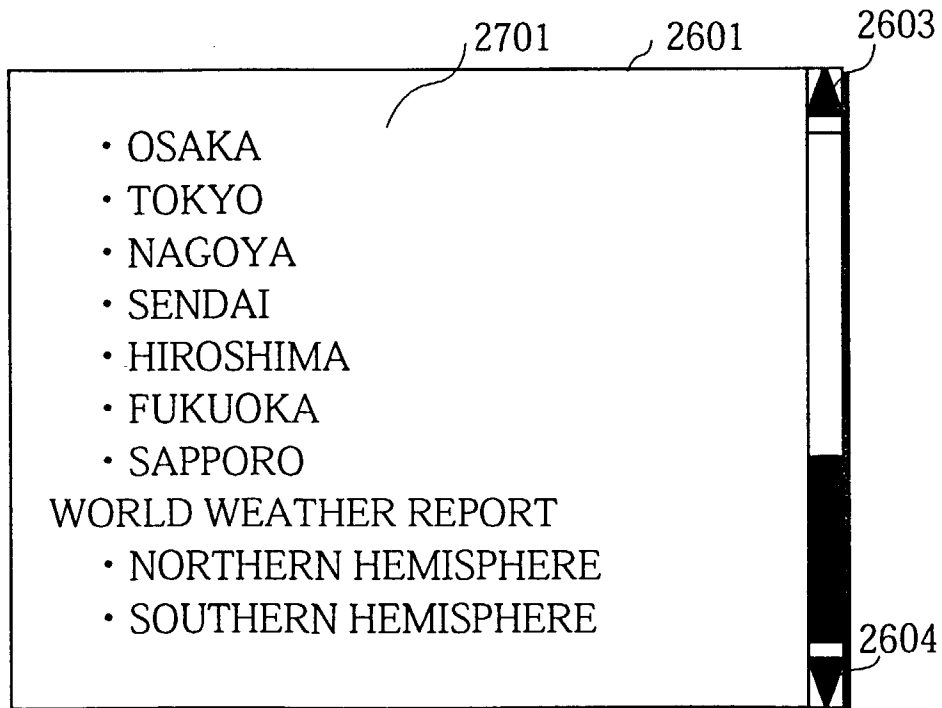 2701 2601 2603
・OSAKA
・TOKYO
・NAGOYA
・SENDAI
・HIROSHIMA
・FUKUOKA
・SAPPORO
WORLD WEATHER REPORT
・NORTHERN HEMISPHERE
・SOUTHERN HEMISPHERE
2604